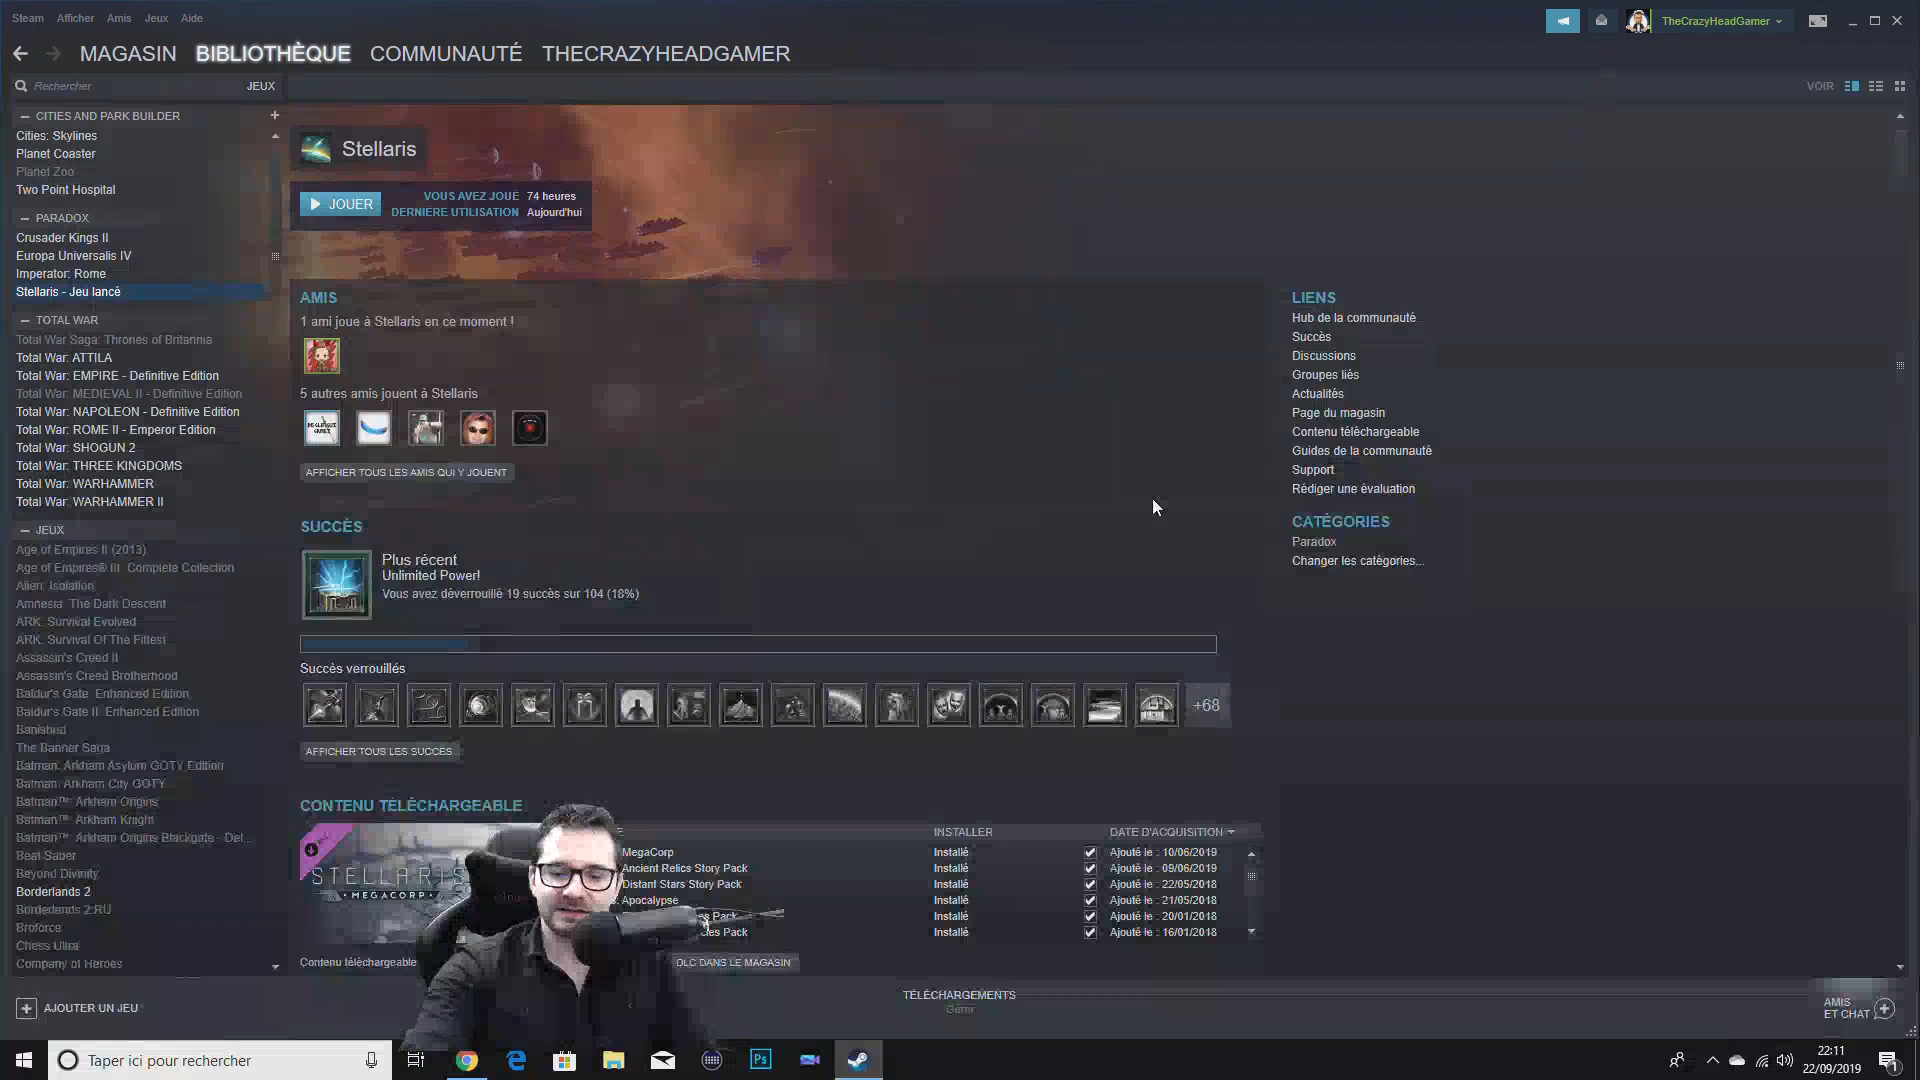 Steam Afficher Amis Jeux Aide
TheCrazyHeadGamer
MAGASIN BIBLIOTHÈQUE COMMUNAUTÉ THECRAZYHEADGAMER
Rechercher JEUX
VOIR
CITIES AND PARK BUILDER
Cities: Skylines
Planet Coaster
Planet Zoo
Two Point Hospital
PARADOX
Crusader Kings II
Europa Universalis IV
Imperator: Rome
Stellaris - Jeu lancé
TOTAL WAR
Total War Saga: Thrones of Britannia
Total War: ATTILA
Total War: EMPIRE - Definitive Edition
Total War: MEDIEVAL II - Definitive Edition
Total War: NAPOLEON - Definitive Edition
Total War: ROME II - Emperor Edition
Total War: SHOGUN 2
Total War: THREE KINGDOMS
Total War: WARHAMMER
Total War: WARHAMMER II
JEUX
Age of Empires II (2013)
Age of Empires® III: Complete Collection
Alien: Isolation
Amnesia: The Dark Descent
ARK: Survival Evolved
ARK: Survival Of The Fittest
Assassin's Creed II
Assassin's Creed Brotherhood
Baldur's Gate: Enhanced Edition
Baldur's Gate II: Enhanced Edition
Banished
The Banner Saga
Batman: Arkham Asylum GOTY Edition
Batman: Arkham City GOTY
Batman™: Arkham Origins
Batman™: Arkham Knight
Batman™: Arkham Origins Blackgate - Del...
Beat Saber
Beyond Divinity
Borderlands 2
Borderlands 2 RU
Broforce
Chess Ultra
Company of Heroes
AJOUTER UN JEU
Stellaris
JOUER
VOUS AVEZ JOUÉ 74 heures
DERNIÈRE UTILISATION Aujourd'hui
AMIS
1 ami joue à Stellaris en ce moment !
5 autres amis jouent à Stellaris
AFFICHER TOUS LES AMIS QUI Y JOUENT
SUCCÈS
Plus récent
Unlimited Power!
Vous avez déverrouillé 19 succès sur 104 (18%)
Succès verrouillés
+68
AFFICHER TOUS LES SUCCÈS
CONTENU TÉLÉCHARGEABLE
STELLARIS
MEGACORP
INSTALLER DATE D'ACQUISITION
MegaCorp Installé Ajouté le : 10/06/2019
Ancient Relics Story Pack Installé Ajouté le : 09/06/2019
Distant Stars Story Pack Installé Ajouté le : 22/05/2018
: Apocalypse Installé Ajouté le : 21/05/2018
es Pack Installé Ajouté le : 20/01/2018
cies Pack Installé Ajouté le : 16/01/2018
Contenu téléchargeable
DLC DANS LE MAGASIN
LIENS
Hub de la communauté
Succès
Discussions
Groupes liés
Actualités
Page du magasin
Contenu téléchargeable
Guides de la communauté
Support
Rédiger une évaluation
CATÉGORIES
Paradox
Changer les catégories...
TÉLÉCHARGEMENTS
Gérer
AMIS
ET CHAT
Taper ici pour rechercher
Ps
22:11
22/09/2019
1